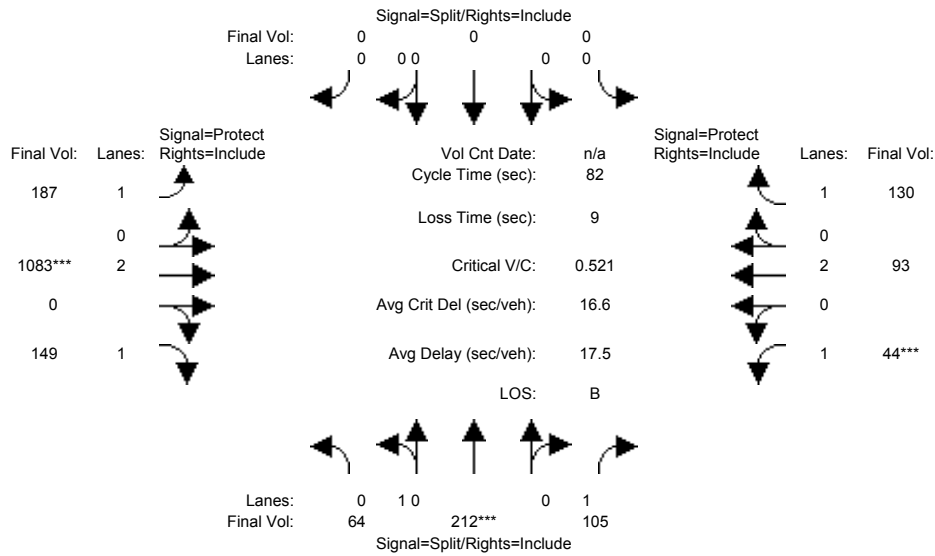 Signal=Split/Rights=Include
Final Vol: 0 0 0
Lanes: 0 0 0 0 0
Signal=Protect Signal=Protect
Final Vol: Lanes: Rights=Include Vol Cnt Date: n/a Rights=Include Lanes: Final Vol:
Cycle Time (sec): 82
187 1 1 130
Loss Time (sec): 9
0 0
1083*** 2 Critical V/C: 0.521 2 93
0 Avg Crit Del (sec/veh): 16.6 0
149 1 Avg Delay (sec/veh): 17.5 1 44***
LOS: B
Lanes: 0 1 0 0 1
Final Vol: 64 212*** 105
Signal=Split/Rights=Include